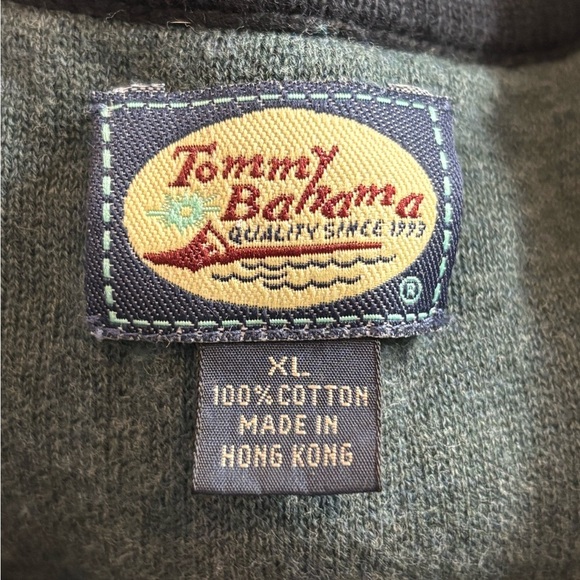 Tommy
Bahama
QUALITY SINCE 1993
®
XL
100% COTTON
MADE IN
HONG KONG